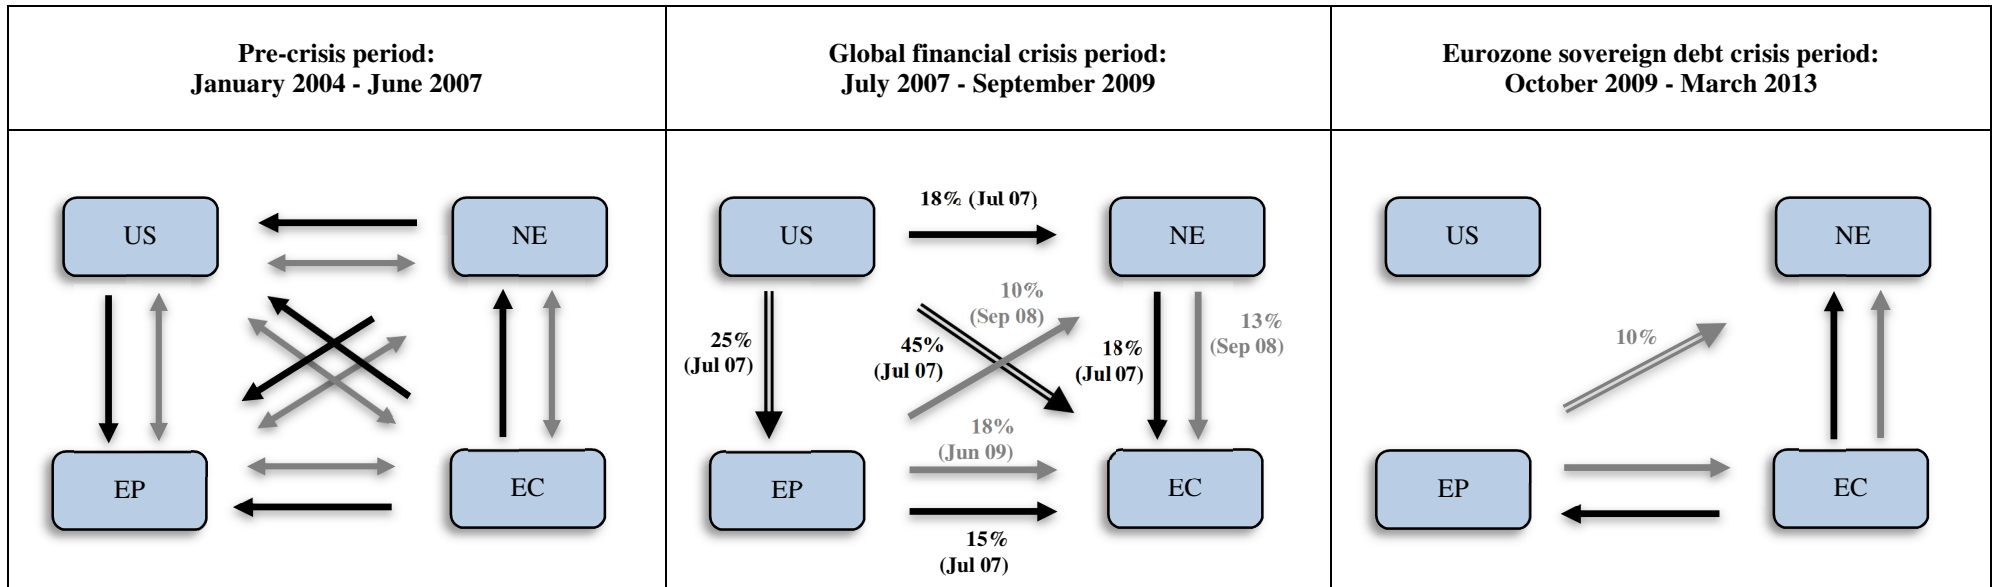 Pre-crisis period:
January 2004 - June 2007
Global financial crisis period:
July 2007 - September 2009
Eurozone sovereign debt crisis period:
October 2009 - March 2013
US
NE
EP
EC
18% (Jul 07)
US
NE
10%
(Sep 08)
13%
(Sep 08)
25%
(Jul 07)
45%
(Jul 07)
18%
(Jul 07)
18%
(Jun 09)
EP
EC
15%
(Jul 07)
US
NE
10%
EP
EC